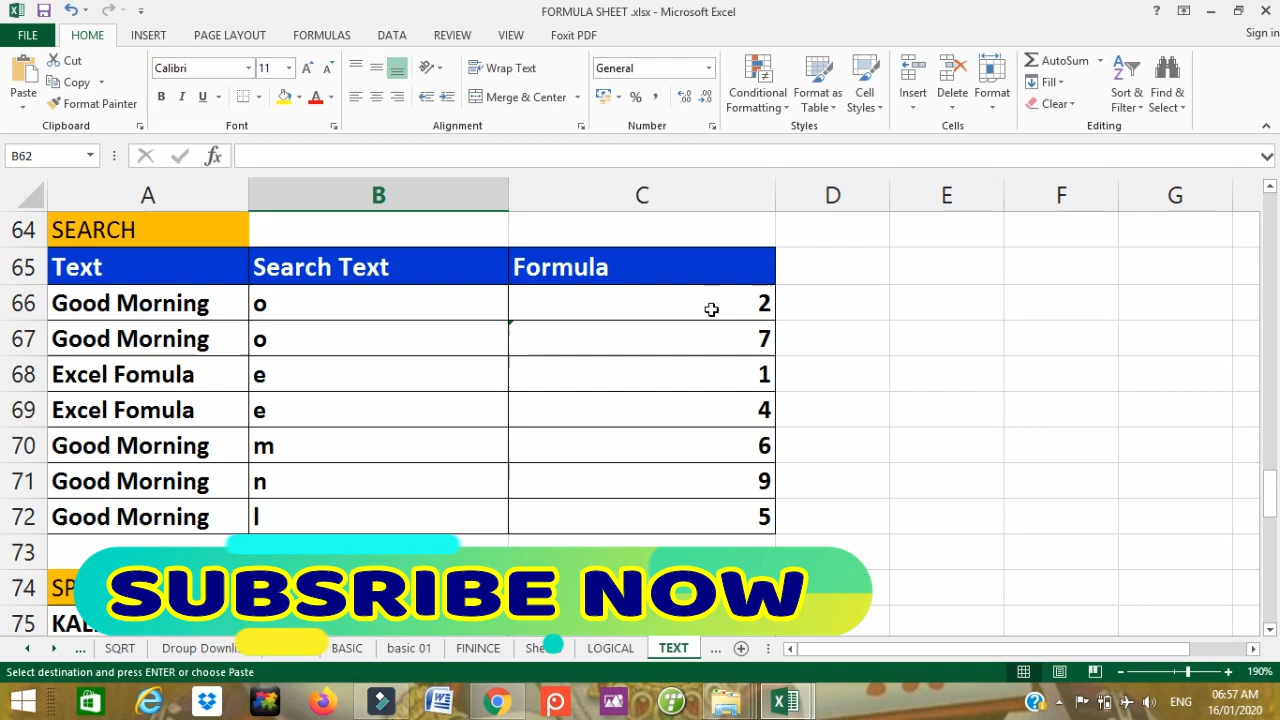 FORMULA SHEET .xlsx - Microsoft Excel
FILE HOME INSERT PAGE LAYOUT FORMULAS DATA REVIEW VIEW Foxit PDF Sign in
Paste Cut Copy Format Painter
Calibri 11 B I U A
Wrap Text Merge & Center
General % ,
Conditional Formatting Format as Table Cell Styles
Insert Delete Format
AutoSum Fill Clear Sort & Filter Find & Select
Clipboard Font Alignment Number Styles Cells Editing
B62 fx
A B C D E F G
64 SEARCH
65 Text Search Text Formula
66 Good Morning o 2
67 Good Morning o 7
68 Excel Fomula e 1
69 Excel Fomula e 4
70 Good Morning m 6
71 Good Morning n 9
72 Good Morning l 5
73
74 SP
75 KAL
SUBSRIBE NOW
... SQRT Droup Downli BASIC basic 01 FININCE She LOGICAL TEXT ...
Select destination and press ENTER or choose Paste 190%
ENG 06:57 AM
16/01/2020